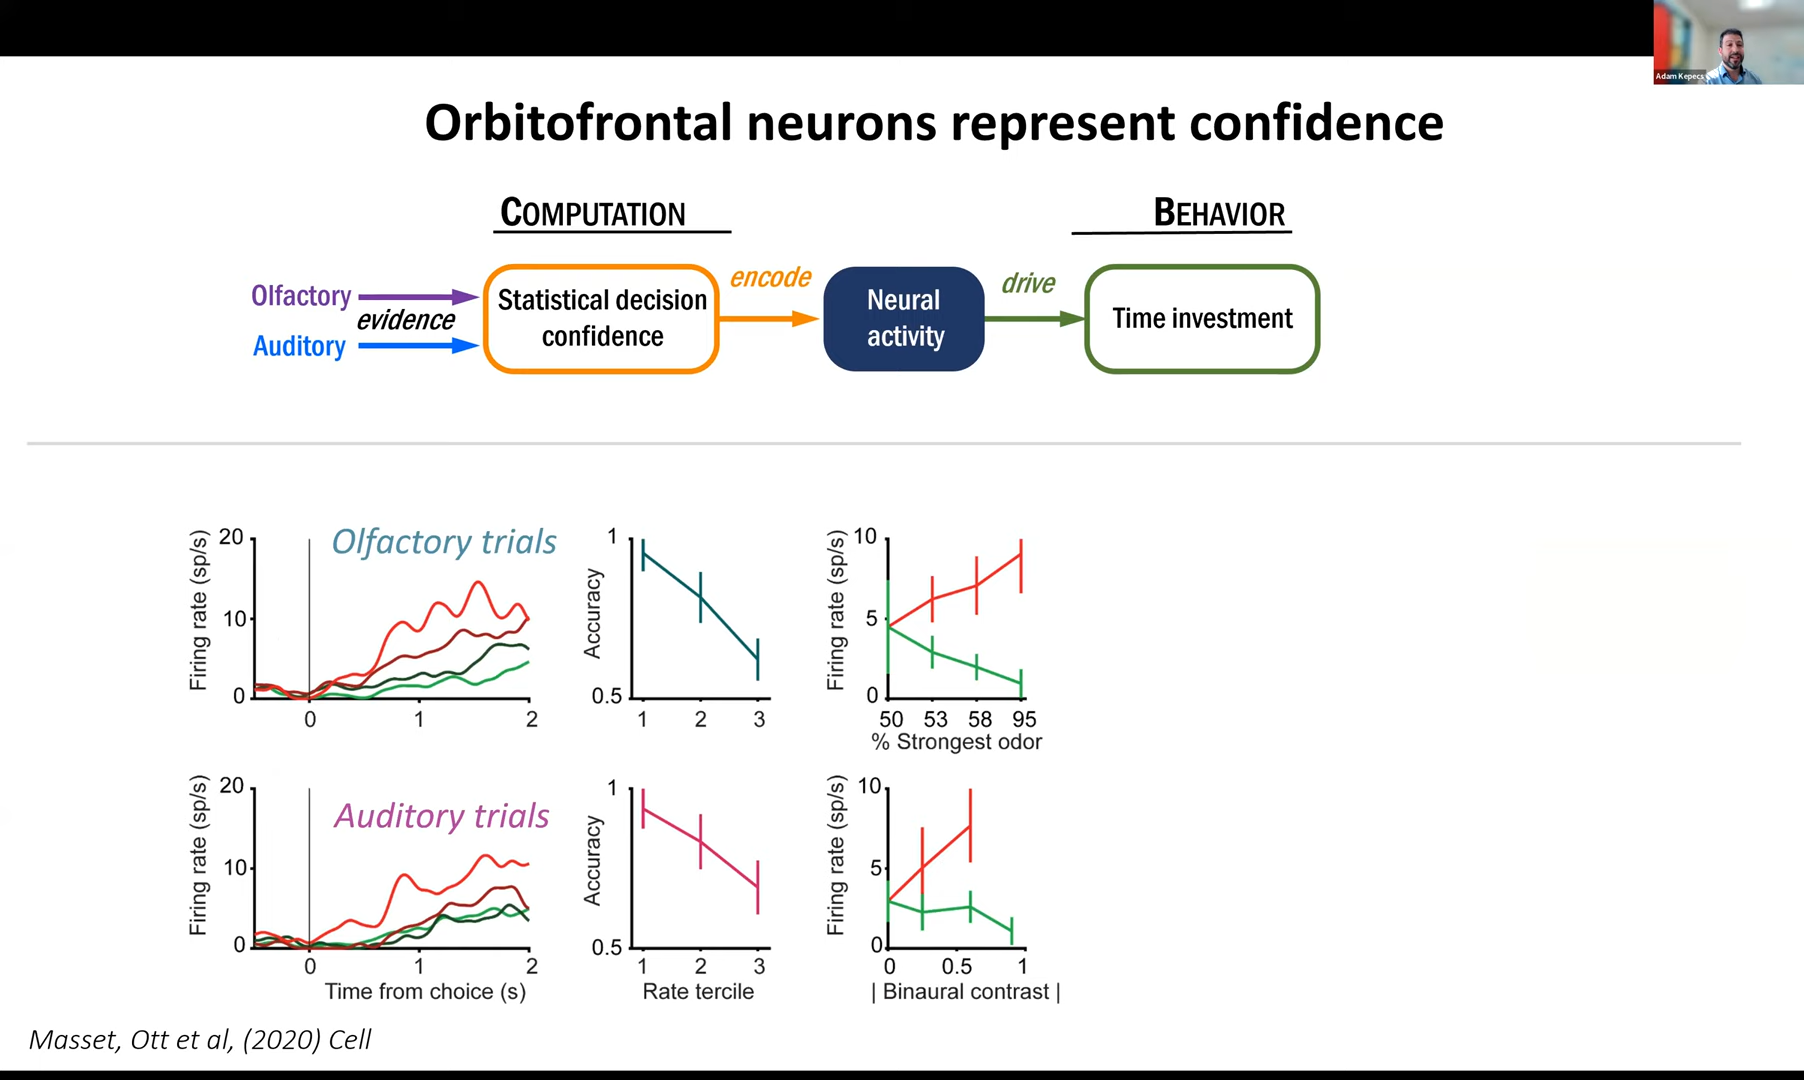 Adam Kepecs
Orbitofrontal neurons represent confidence
COMPUTATION
BEHAVIOR
Olfactory
evidence
Auditory
Statistical decision
confidence
encode
Neural
activity
drive
Time investment
Olfactory trials
Firing rate (sp/s)
20
10
0
0 1 2
Accuracy
1
0.5
1 2 3
Firing rate (sp/s)
10
5
0
50 53 58 95
% Strongest odor
Auditory trials
Firing rate (sp/s)
20
10
0
0 1 2
Time from choice (s)
Accuracy
1
0.5
1 2 3
Rate tercile
Firing rate (sp/s)
10
5
0
0 0.5 1
| Binaural contrast |
Masset, Ott et al, (2020) Cell